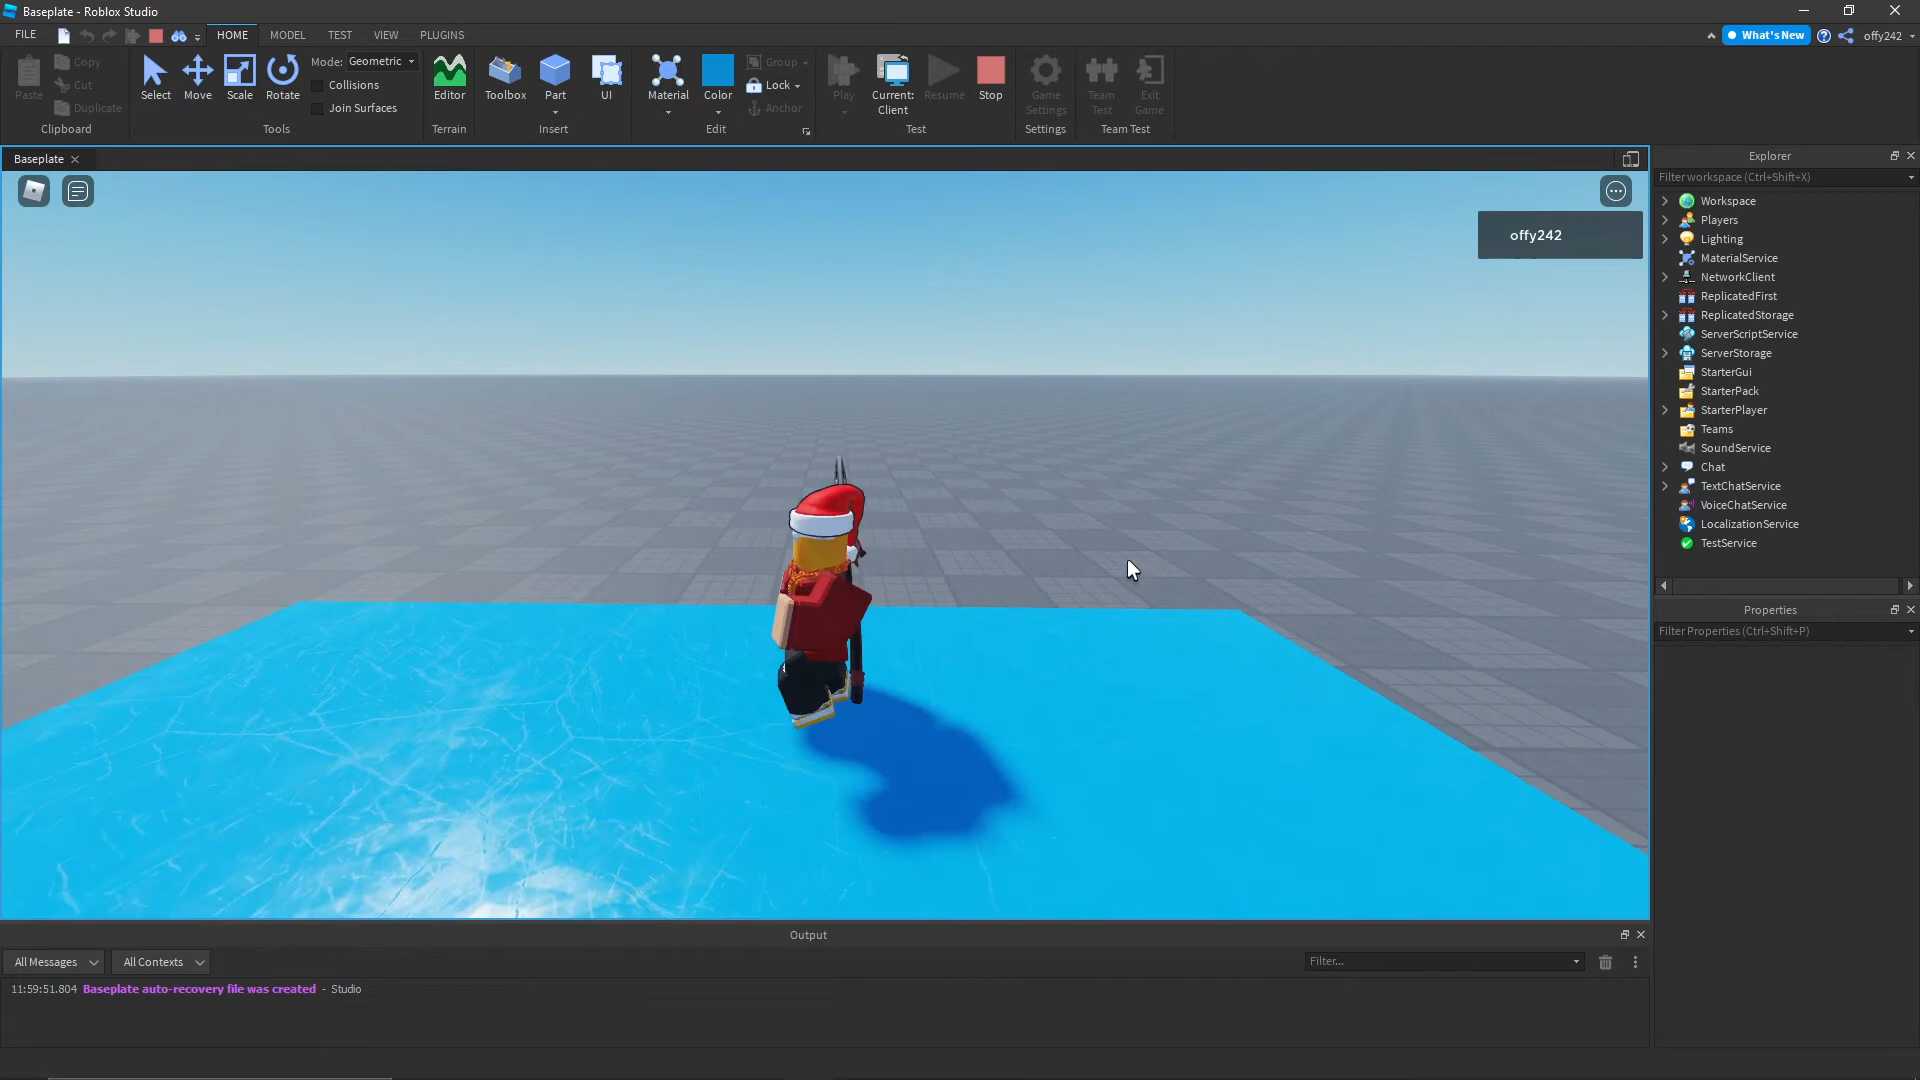 Baseplate - Roblox Studio
FILE HOME MODEL TEST VIEW PLUGINS What's New offy242
Paste Copy Cut Duplicate Clipboard
Select Move Scale Rotate Mode: Geometric Collisions Join Surfaces Tools
Editor Terrain
Toolbox Part UI Insert
Material Color Group Lock Anchor Edit
Play Current: Client Resume Stop Test
Game Settings Settings
Team Test Exit Game Team Test
Baseplate
offy242
Explorer
Filter workspace (Ctrl+Shift+X)
Workspace
Players
Lighting
MaterialService
NetworkClient
ReplicatedFirst
ReplicatedStorage
ServerScriptService
ServerStorage
StarterGui
StarterPack
StarterPlayer
Teams
SoundService
Chat
TextChatService
VoiceChatService
LocalizationService
TestService
Properties
Filter Properties (Ctrl+Shift+P)
Output
All Messages All Contexts Filter...
11:59:51.804 Baseplate auto-recovery file was created - Studio